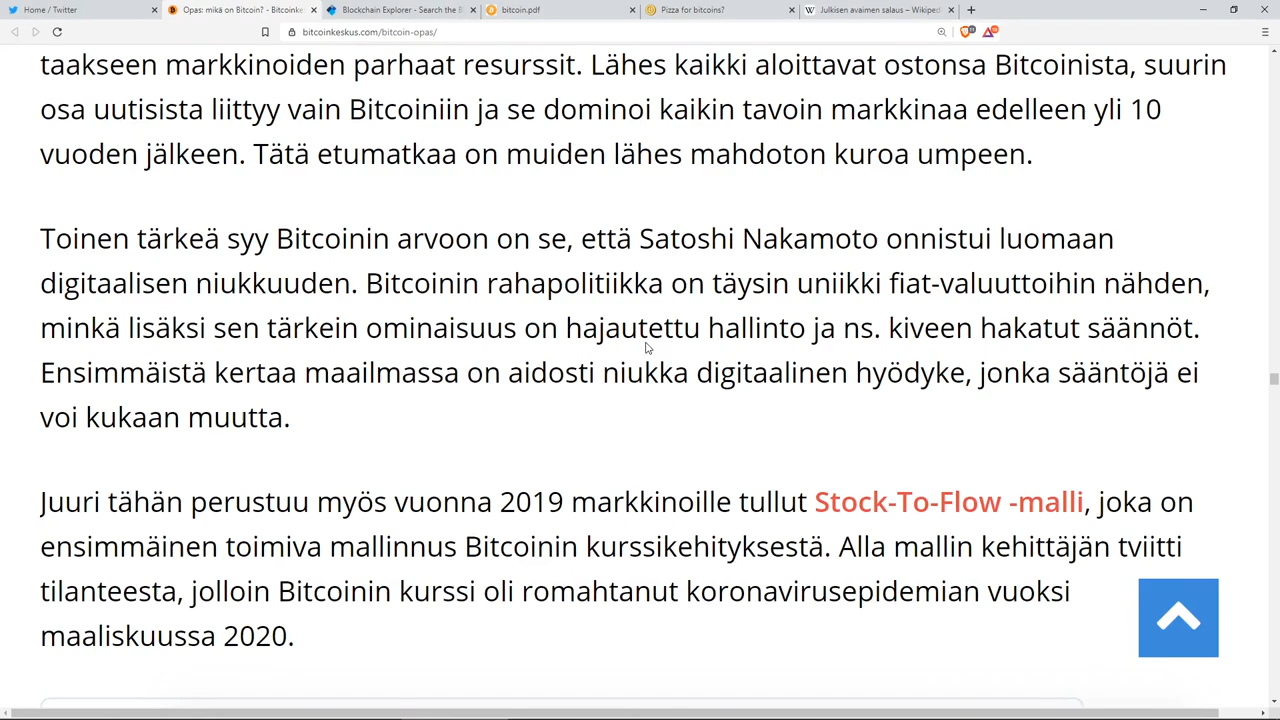 Home / Twitter
Opas: mikä on Bitcoin? - Bitcoinke
Blockchain Explorer - Search the B
bitcoin.pdf
Pizza for bitcoins?
Julkisen avaimen salaus – Wikipe
bitcoinkeskus.com/bitcoin-opas/
taakseen markkinoiden parhaat resurssit. Lähes kaikki aloittavat ostonsa Bitcoinista, suurin
osa uutisista liittyy vain Bitcoiniin ja se dominoi kaikin tavoin markkinaa edelleen yli 10
vuoden jälkeen. Tätä etumatkaa on muiden lähes mahdoton kuroa umpeen.
Toinen tärkeä syy Bitcoinin arvoon on se, että Satoshi Nakamoto onnistui luomaan
digitaalisen niukkuuden. Bitcoinin rahapolitiikka on täysin uniikki fiat-valuuttoihin nähden,
minkä lisäksi sen tärkein ominaisuus on hajautettu hallinto ja ns. kiveen hakatut säännöt.
Ensimmäistä kertaa maailmassa on aidosti niukka digitaalinen hyödyke, jonka sääntöjä ei
voi kukaan muutta.
Juuri tähän perustuu myös vuonna 2019 markkinoille tullut Stock-To-Flow -malli, joka on
ensimmäinen toimiva mallinnus Bitcoinin kurssikehityksestä. Alla mallin kehittäjän tviitti
tilanteesta, jolloin Bitcoinin kurssi oli romahtanut koronavirusepidemian vuoksi
maaliskuussa 2020.